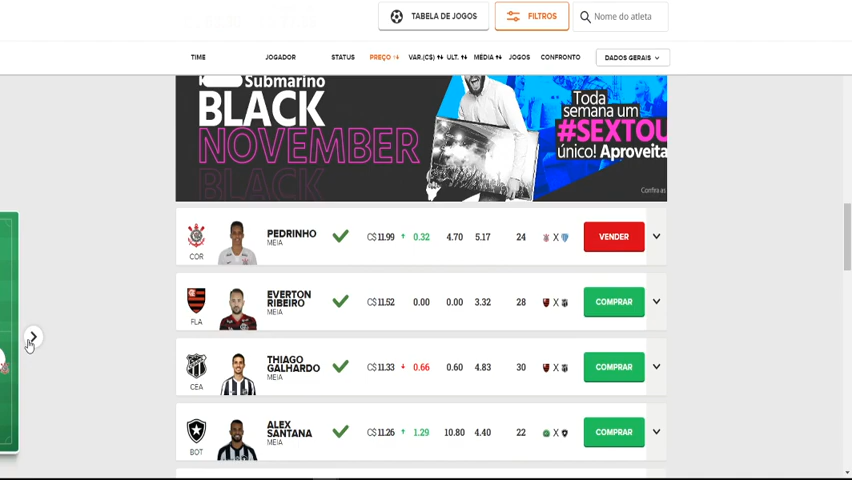 TABELA DE JOGOS
FILTROS
Nome do atleta
TIME JOGADOR STATUS PREÇO VAR.(C$) ULT. MÉDIA JOGOS CONFRONTO DADOS GERAIS
Submarino
BLACK
NOVEMBER
BLACK
Toda
semana um
#SEXTOU
único! Aproveita
Confira as
PEDRINHO
MEIA
COR
C$ 11.99 0.32 4.70 5.17 24 X VENDER
EVERTON
RIBEIRO
MEIA
FLA
C$ 11.52 0.00 0.00 3.32 28 X COMPRAR
THIAGO
GALHARDO
MEIA
CEA
C$ 11.33 0.66 0.60 4.83 30 X COMPRAR
ALEX
SANTANA
MEIA
BOT
C$ 11.26 1.29 10.80 4.40 22 X COMPRAR